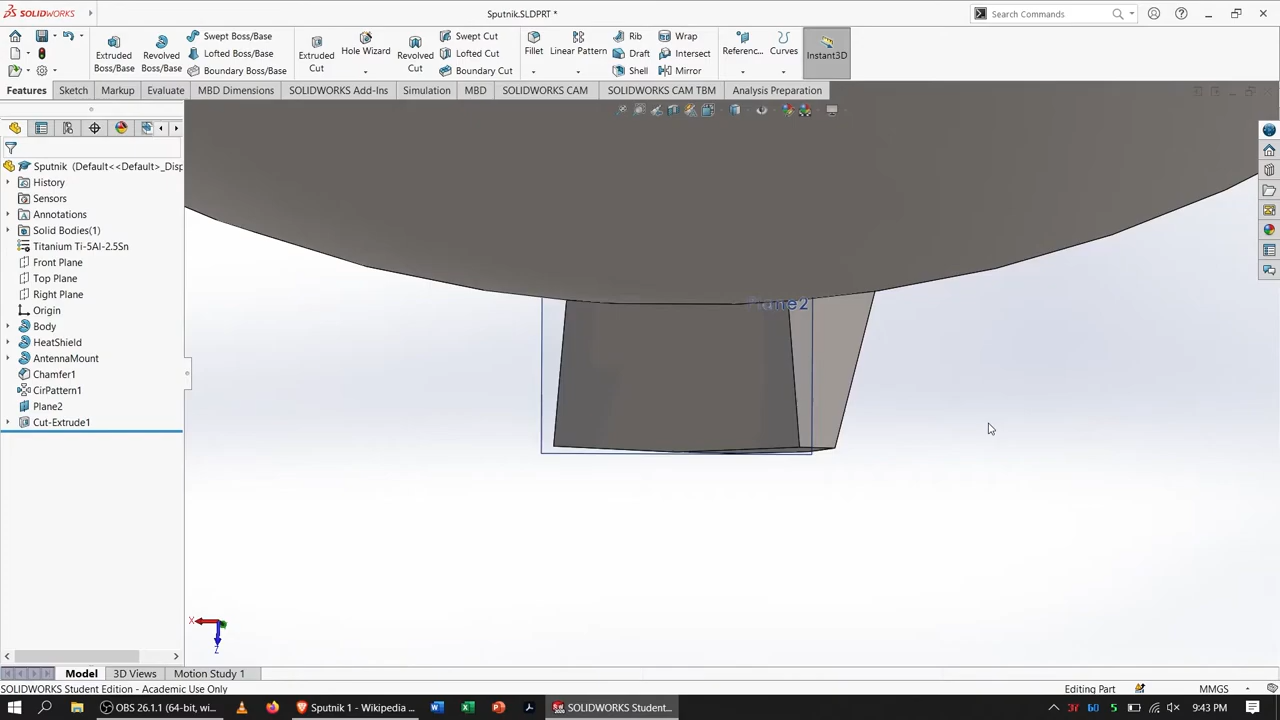 SOLIDWORKS
Sputnik.SLDPRT *
Search Commands
Extruded Boss/Base
Revolved Boss/Base
Swept Boss/Base
Lofted Boss/Base
Boundary Boss/Base
Extruded Cut
Hole Wizard
Revolved Cut
Swept Cut
Lofted Cut
Boundary Cut
Fillet
Linear Pattern
Rib
Draft
Shell
Wrap
Intersect
Mirror
Referenc...
Curves
Instant3D
Features
Sketch
Markup
Evaluate
MBD Dimensions
SOLIDWORKS Add-Ins
Simulation
MBD
SOLIDWORKS CAM
SOLIDWORKS CAM TBM
Analysis Preparation
Sputnik (Default<<Default>_Disp
History
Sensors
Annotations
Solid Bodies(1)
Titanium Ti-5Al-2.5Sn
Front Plane
Top Plane
Right Plane
Origin
Body
HeatShield
AntennaMount
Chamfer1
CirPattern1
Plane2
Cut-Extrude1
Plane2
X
Z
Model
3D Views
Motion Study 1
SOLIDWORKS Student Edition - Academic Use Only
Editing Part
MMGS
OBS 26.1.1 (64-bit, wi...
Sputnik 1 - Wikipedia ...
SOLIDWORKS Student...
9:43 PM